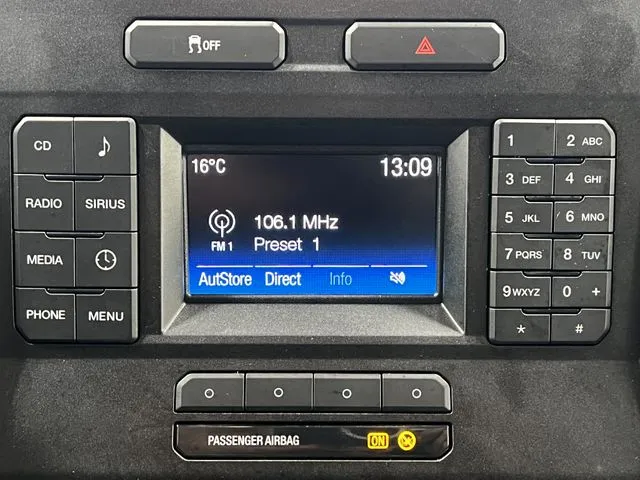 OFF
16°C 13:09
106.1 MHz
FM 1 Preset 1
AutoStore Direct Info
CD
RADIO SIRIUS
MEDIA
PHONE MENU
1 2 ABC
3 DEF 4 GHI
5 JKL 6 MNO
7 PQRS 8 TUV
9 WXYZ 0 +
* #
PASSENGER AIRBAG ON